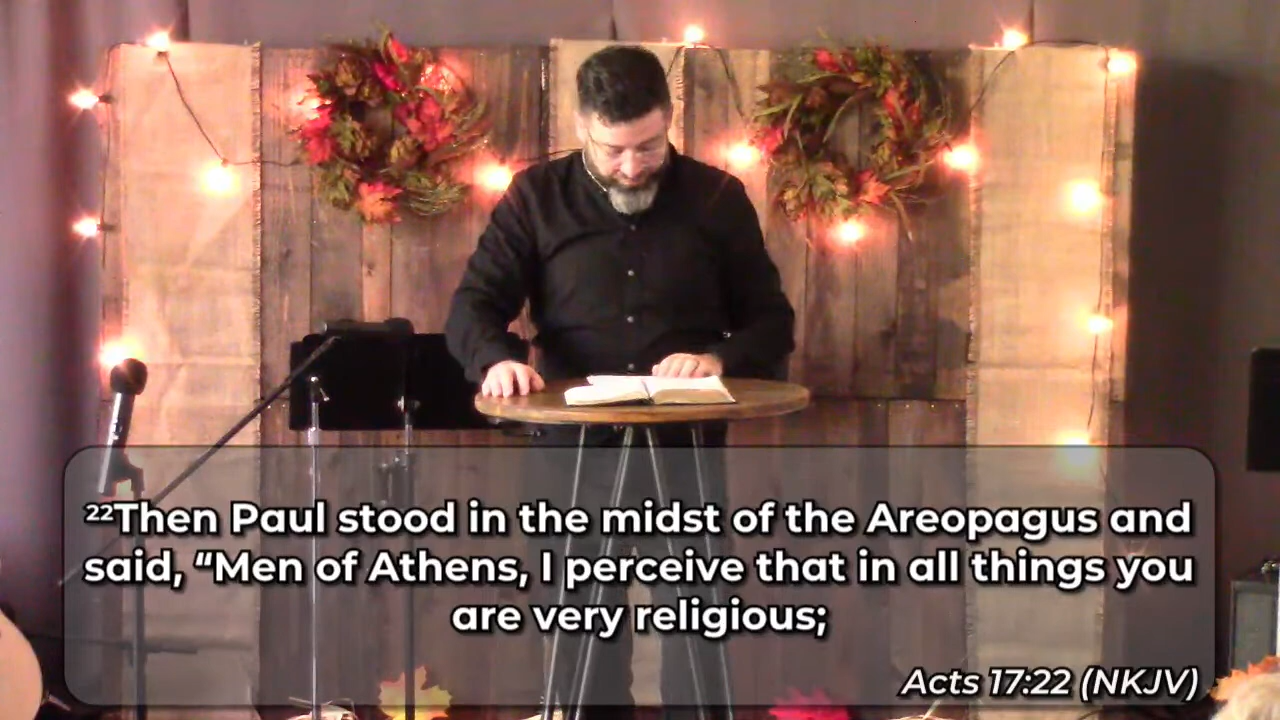 ²²Then Paul stood in the midst of the Areopagus and
said, “Men of Athens, I perceive that in all things you
are very religious;
Acts 17:22 (NKJV)